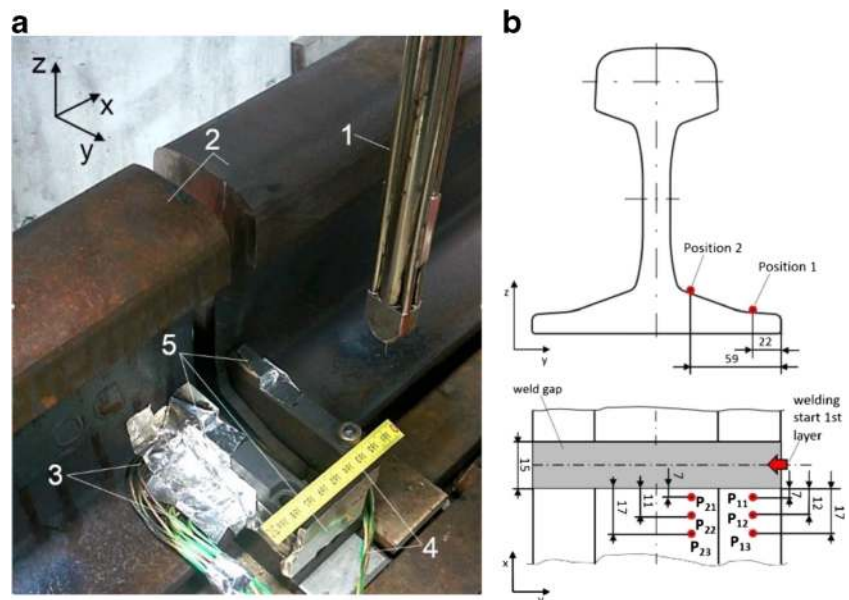 a
z
x
y
2
1
5
3
4
b
Position 2
Position 1
z
y
22
59
weld gap
welding
start 1st
layer
15
7
11
17
P21
P22
P23
P11
P12
P13
7
12
17
x
y